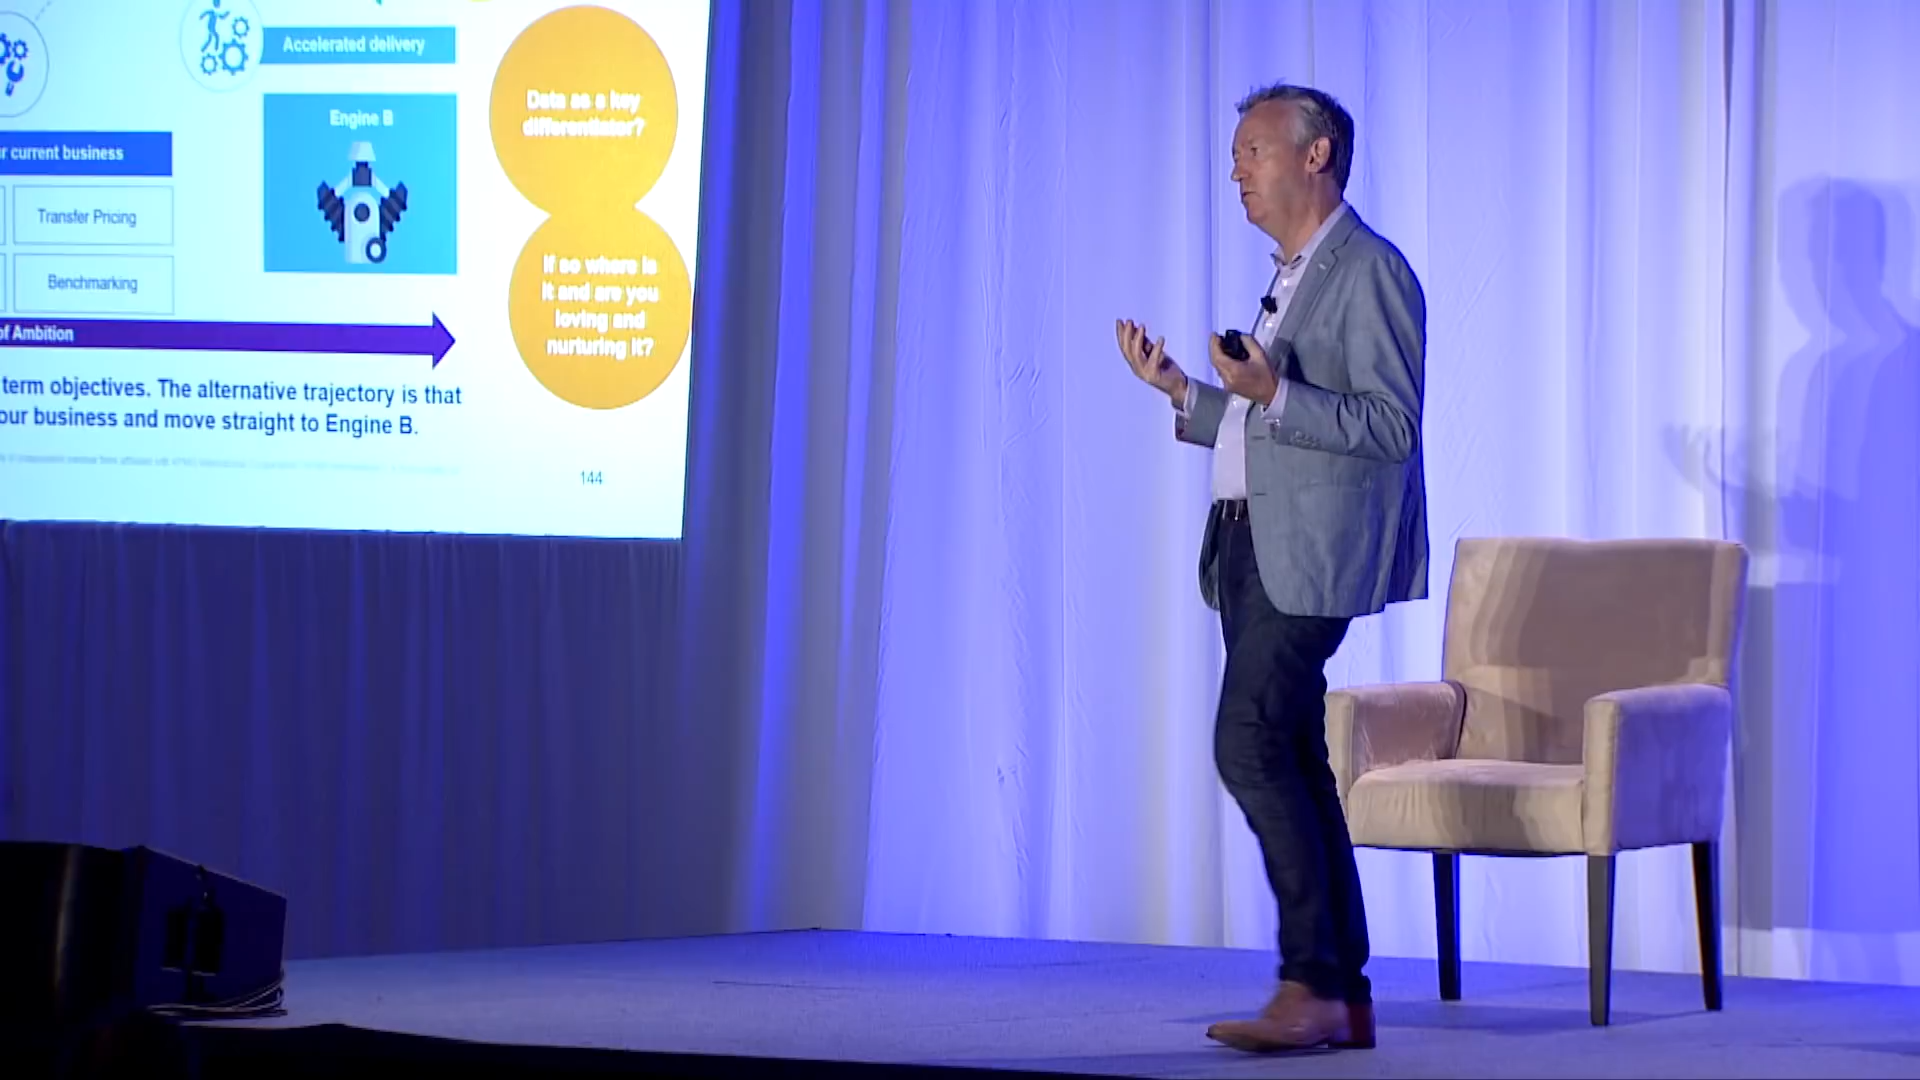 Accelerated delivery
Engine B
r current business
Transfer Pricing
Benchmarking
of Ambition
term objectives. The alternative trajectory is that
our business and move straight to Engine B.
Data as a key
differentiator?
If so where is
it and are you
loving and
nurturing it?
144